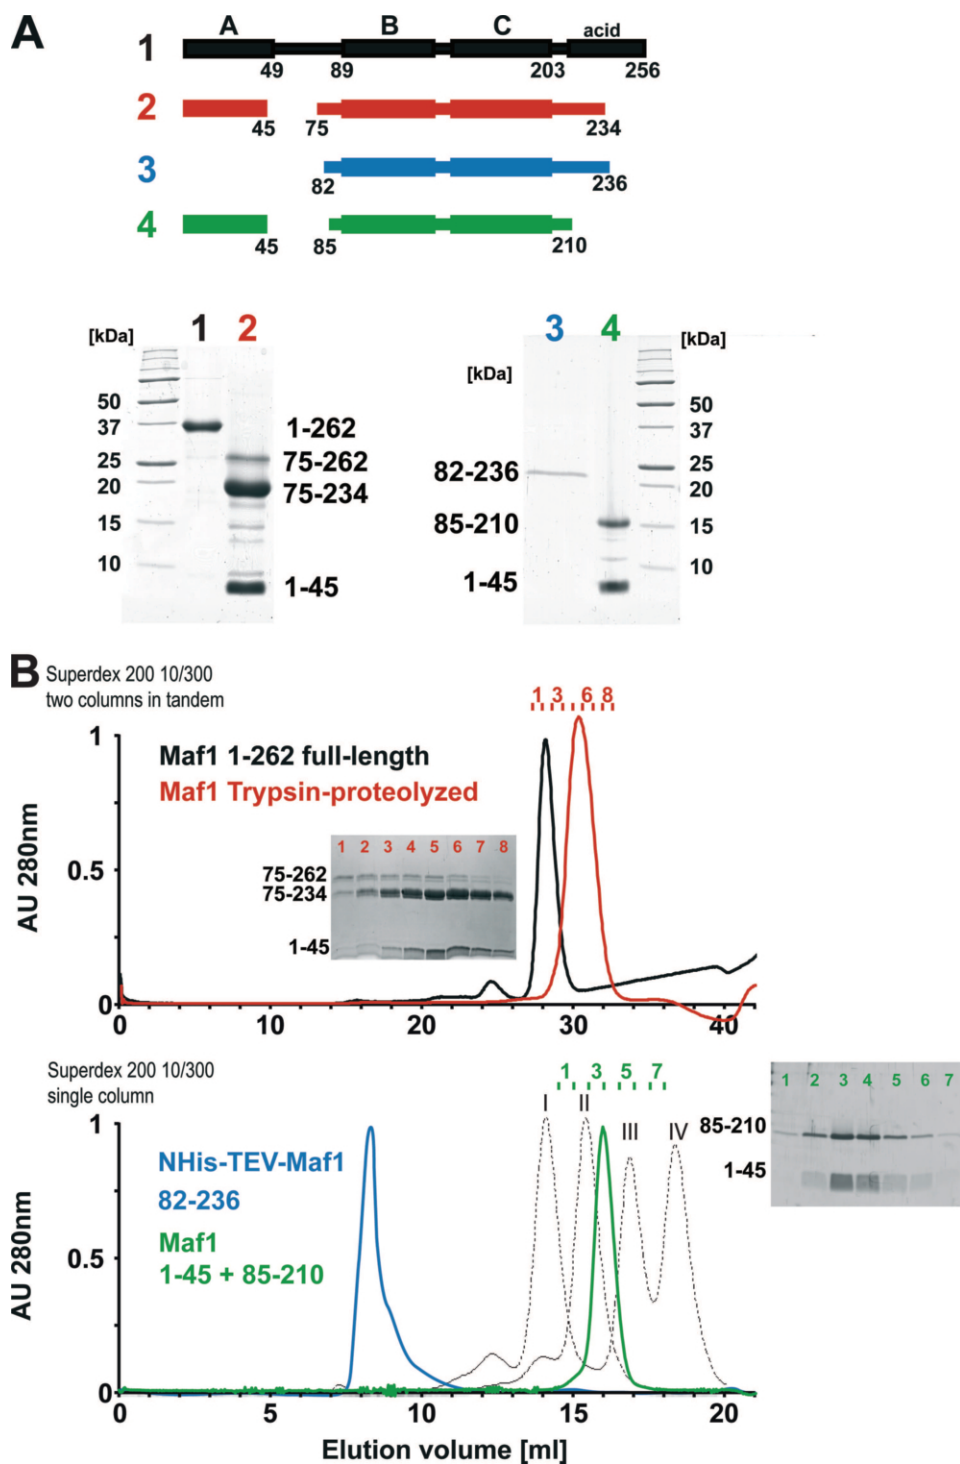 A
A B C acid
1
49 89 203 256
2
45 75 234
3
82 236
4
45 85 210
[kDa] 1 2
50
37
25
20
15
10
1-262
75-262
75-234
1-45
3 4 [kDa]
[kDa]
82-236
85-210
1-45
50
37
25
20
15
10
B Superdex 200 10/300
two columns in tandem
1 3 6 8
Maf1 1-262 full-length
Maf1 Trypsin-proteolyzed
1 2 3 4 5 6 7 8
75-262
75-234
1-45
AU 280nm
1
0.5
0
0 10 20 30 40
Superdex 200 10/300
single column
1 3 5 7
I II III IV
NHis-TEV-Maf1
82-236
Maf1
1-45 + 85-210
1 2 3 4 5 6 7
85-210
1-45
AU 280nm
1
0.5
0
0 5 10 15 20
Elution volume [ml]